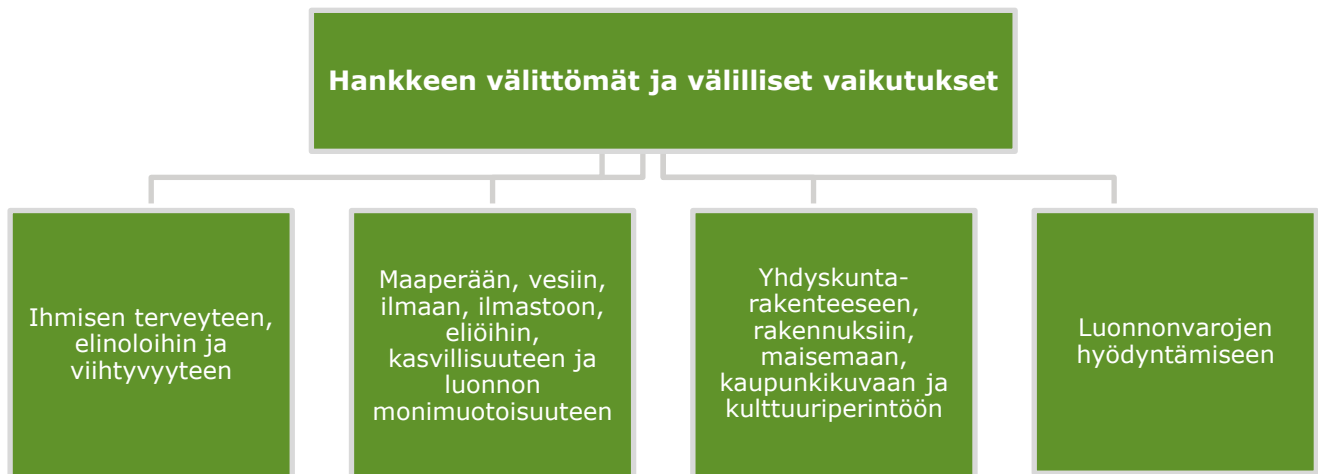 Hankkeen välittömät ja välilliset vaikutukset
Ihmisen terveyteen,
elinoloihin ja
viihtyvyyteen
Maaperään, vesiin,
ilmaan, ilmastoon,
eliöihin,
kasvillisuuteen ja
luonnon
monimuotoisuuteen
Yhdyskunta-
rakenteeseen,
rakennuksiin,
maisemaan,
kaupunkikuvaan ja
kulttuuriperintöön
Luonnonvarojen
hyödyntämiseen